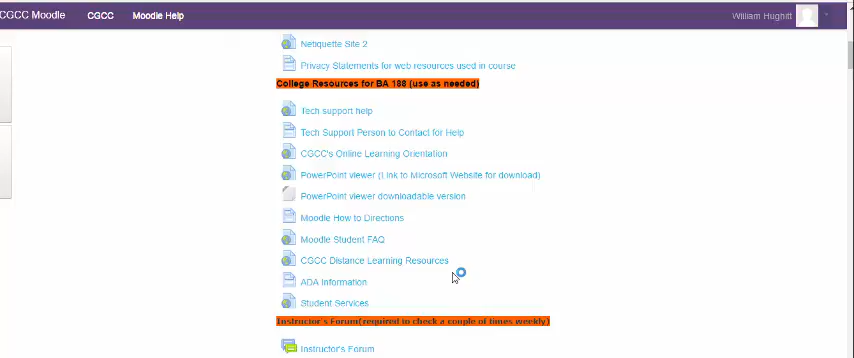 CGCC Moodle CGCC Moodle Help William Hughitt
Netiquette Site 2
Privacy Statements for web resources used in course
College Resources for BA 188 (use as needed)
Tech support help
Tech Support Person to Contact for Help
CGCC's Online Learning Orientation
PowerPoint viewer (Link to Microsoft Website for download)
PowerPoint viewer downloadable version
Moodle How to Directions
Moodle Student FAQ
CGCC Distance Learning Resources
ADA Information
Student Services
Instructor's Forum(required to check a couple of times weekly)
Instructor's Forum